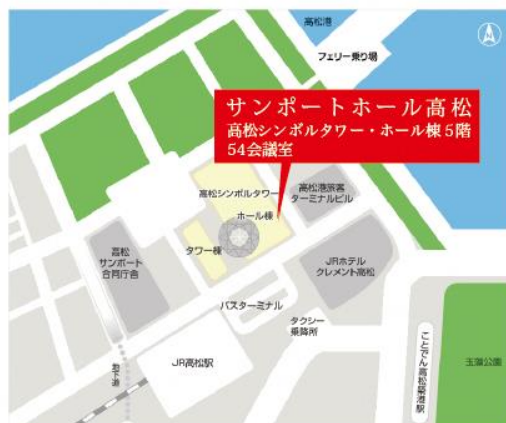 高松港
フェリー乗り場
サンポートホール高松
高松シンボルタワー・ホール棟5階
54会議室
高松シンボルタワー
ホール棟
高松港旅客
ターミナルビル
タワー棟
高松
サンポート
合同庁舎
JRホテル
クレメント高松
バスターミナル
タクシー
乗降所
JR高松駅
地下道
ことでん高松築港駅
玉藻公園